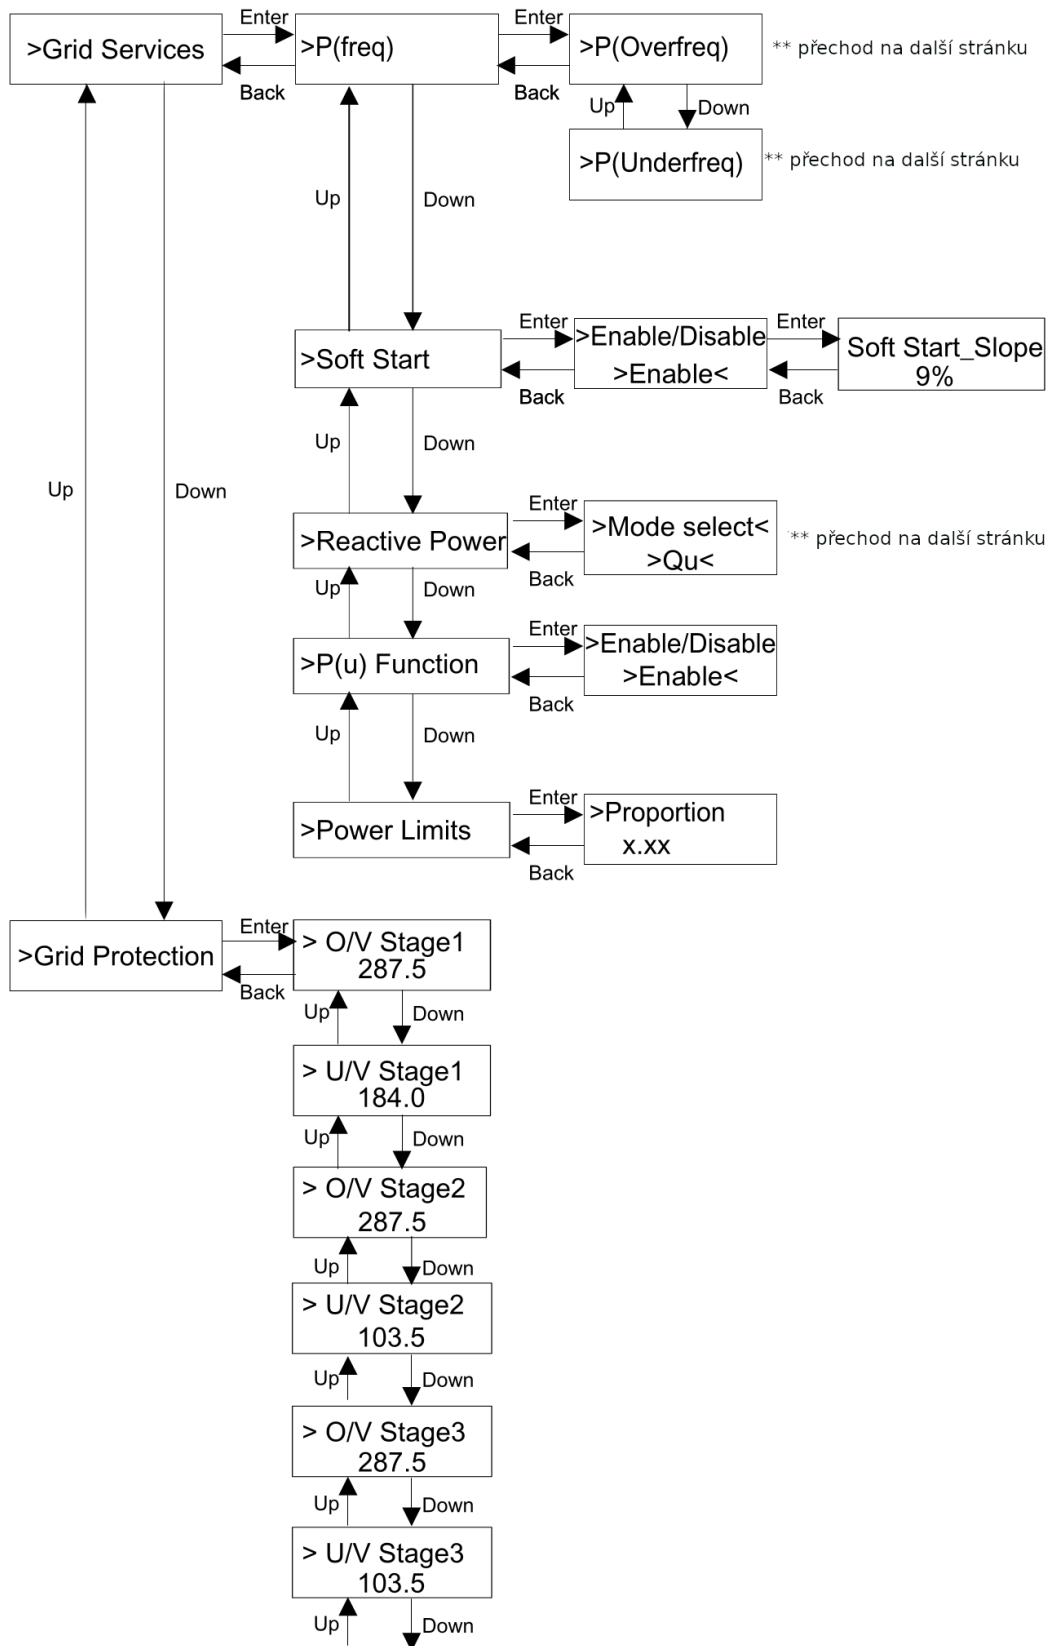 Enter
Enter
>Grid Services
>P(freq)
>P(Overfreq)
** přechod na další stránku
Back
Back
Up
Down
>P(Underfreq)
** přechod na další stránku
Up
Down
Enter
Enter
>Soft Start
>Enable/Disable
>Enable<
Soft Start_Slope
9%
Back
Back
Up
Down
Up
Down
Enter
>Reactive Power
>Mode select<
>Qu<
** přechod na další stránku
Back
Up
Down
Enter
>P(u) Function
>Enable/Disable
>Enable<
Back
Up
Down
Enter
>Power Limits
>Proportion
x.xx
Back
Enter
>Grid Protection
> O/V Stage1
287.5
Back
Up
Down
> U/V Stage1
184.0
Up
Down
> O/V Stage2
287.5
Up
Down
> U/V Stage2
103.5
Up
Down
> O/V Stage3
287.5
Up
Down
> U/V Stage3
103.5
Up
Down